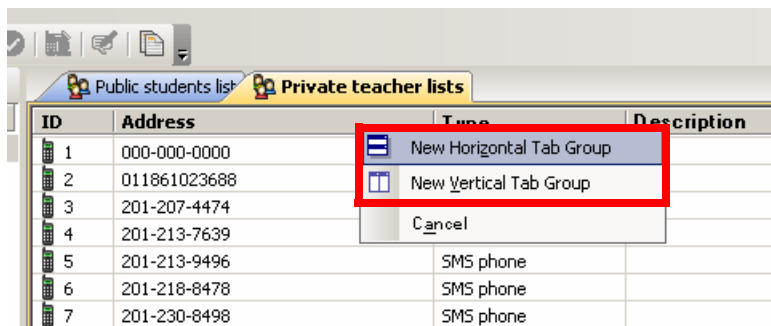 Public students list Private teacher lists
ID Address Type Description
1 000-000-0000 New Horizontal Tab Group
2 011861023688 New Vertical Tab Group
3 201-207-4474
4 201-213-7639 Cancel
5 201-213-9496 SMS phone
6 201-218-8478 SMS phone
7 201-230-8498 SMS phone